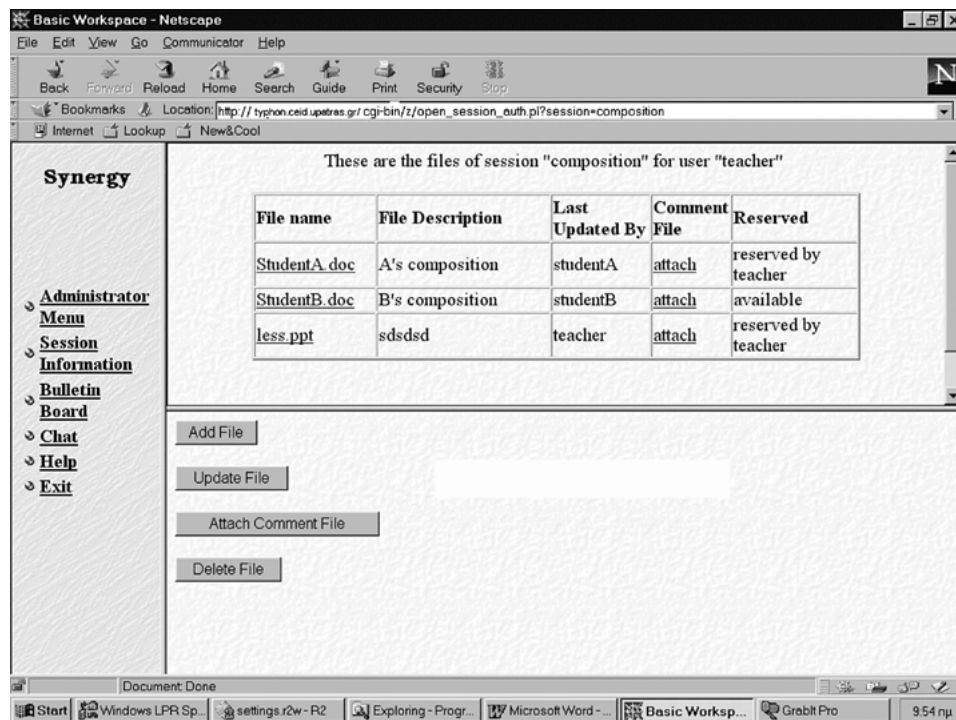 Basic Workspace - Netscape
File Edit View Go Communicator Help
Back Forward Reload Home Search Guide Print Security Stop
N
Bookmarks Location: http:// typhon.ceid.upatras.gr/ cgi-bin/z/open_session_auth.pl?session=composition
Internet Lookup New&Cool
Synergy
Administrator
Menu
Session
Information
Bulletin
Board
Chat
Help
Exit
These are the files of session "composition" for user "teacher"
File name File Description Last Updated By Comment File Reserved
StudentA.doc A's composition studentA attach reserved by teacher
StudentB.doc B's composition studentB attach available
less.ppt sdsdsd teacher attach reserved by teacher
Add File
Update File
Attach Comment File
Delete File
Document: Done
Start Windows LPR Sp... settings.r2w - R2 Exploring - Progr... Microsoft Word - ... Basic Worksp... GrabIt Pro 9:54 πμ